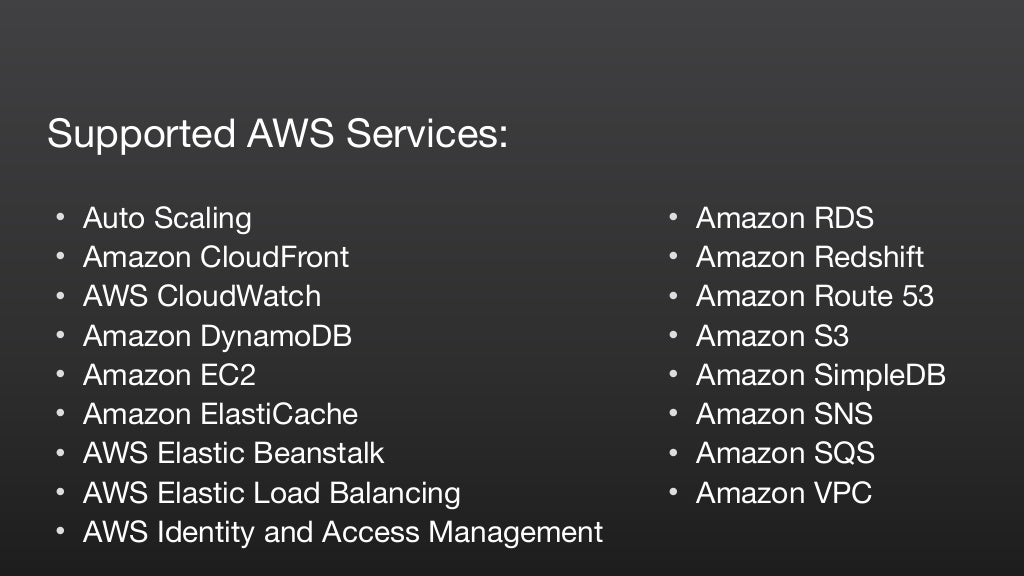 Supported AWS Services:
• Auto Scaling
• Amazon CloudFront
• AWS CloudWatch
• Amazon DynamoDB
• Amazon EC2
• Amazon ElastiCache
• AWS Elastic Beanstalk
• AWS Elastic Load Balancing
• AWS Identity and Access Management
• Amazon RDS
• Amazon Redshift
• Amazon Route 53
• Amazon S3
• Amazon SimpleDB
• Amazon SNS
• Amazon SQS
• Amazon VPC